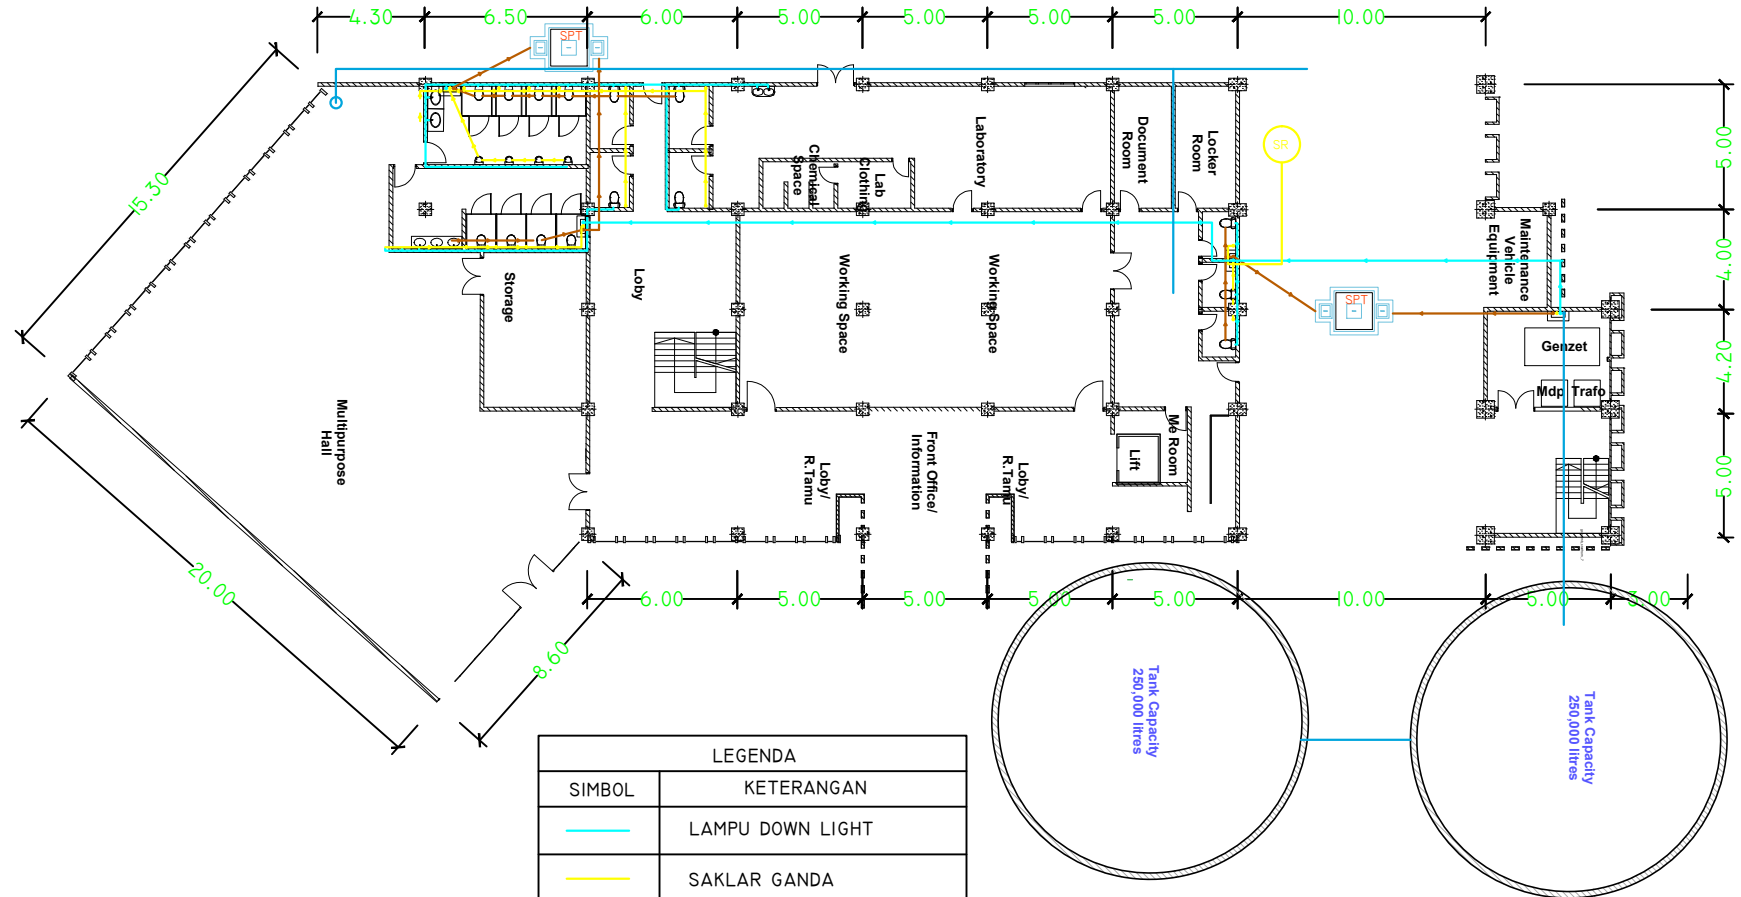 4.30
6.50
6.00
5.00
5.00
5.00
5.00
10.00
SPT
15.30
5.00
4.00
4.20
5.00
Laboratory
Document
Room
Locker
Room
SR
Chemical
Space
Lab
Clothing
Maintenance
Vehicle
Equipment
Storage
Loby
Working Space
Working Space
SPT
Genzet
Mdp
Trafo
Multipurpose
Hall
Loby/
R.Tamu
Front Office/
Information
Loby/
R.Tamu
Lift
Me Room
20.00
8.60
6.00
5.00
5.00
5.00
5.00
10.00
5.00
3.00
Tank Capacity
250,000 litres
Tank Capacity
250,000 litres
LEGENDA
SIMBOL
KETERANGAN
LAMPU DOWN LIGHT
SAKLAR GANDA